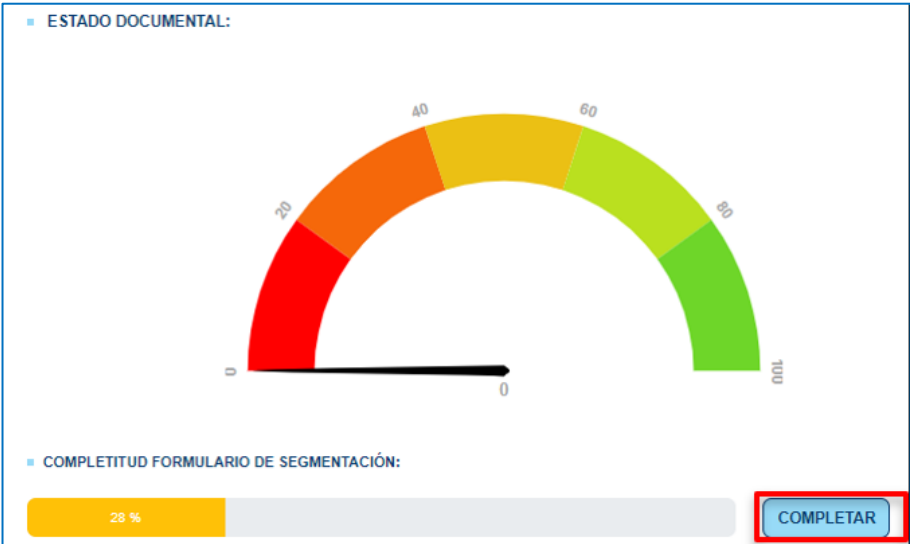 ESTADO DOCUMENTAL:
40 60
20 80
0 100
0
COMPLETITUD FORMULARIO DE SEGMENTACIÓN:
28 % COMPLETAR